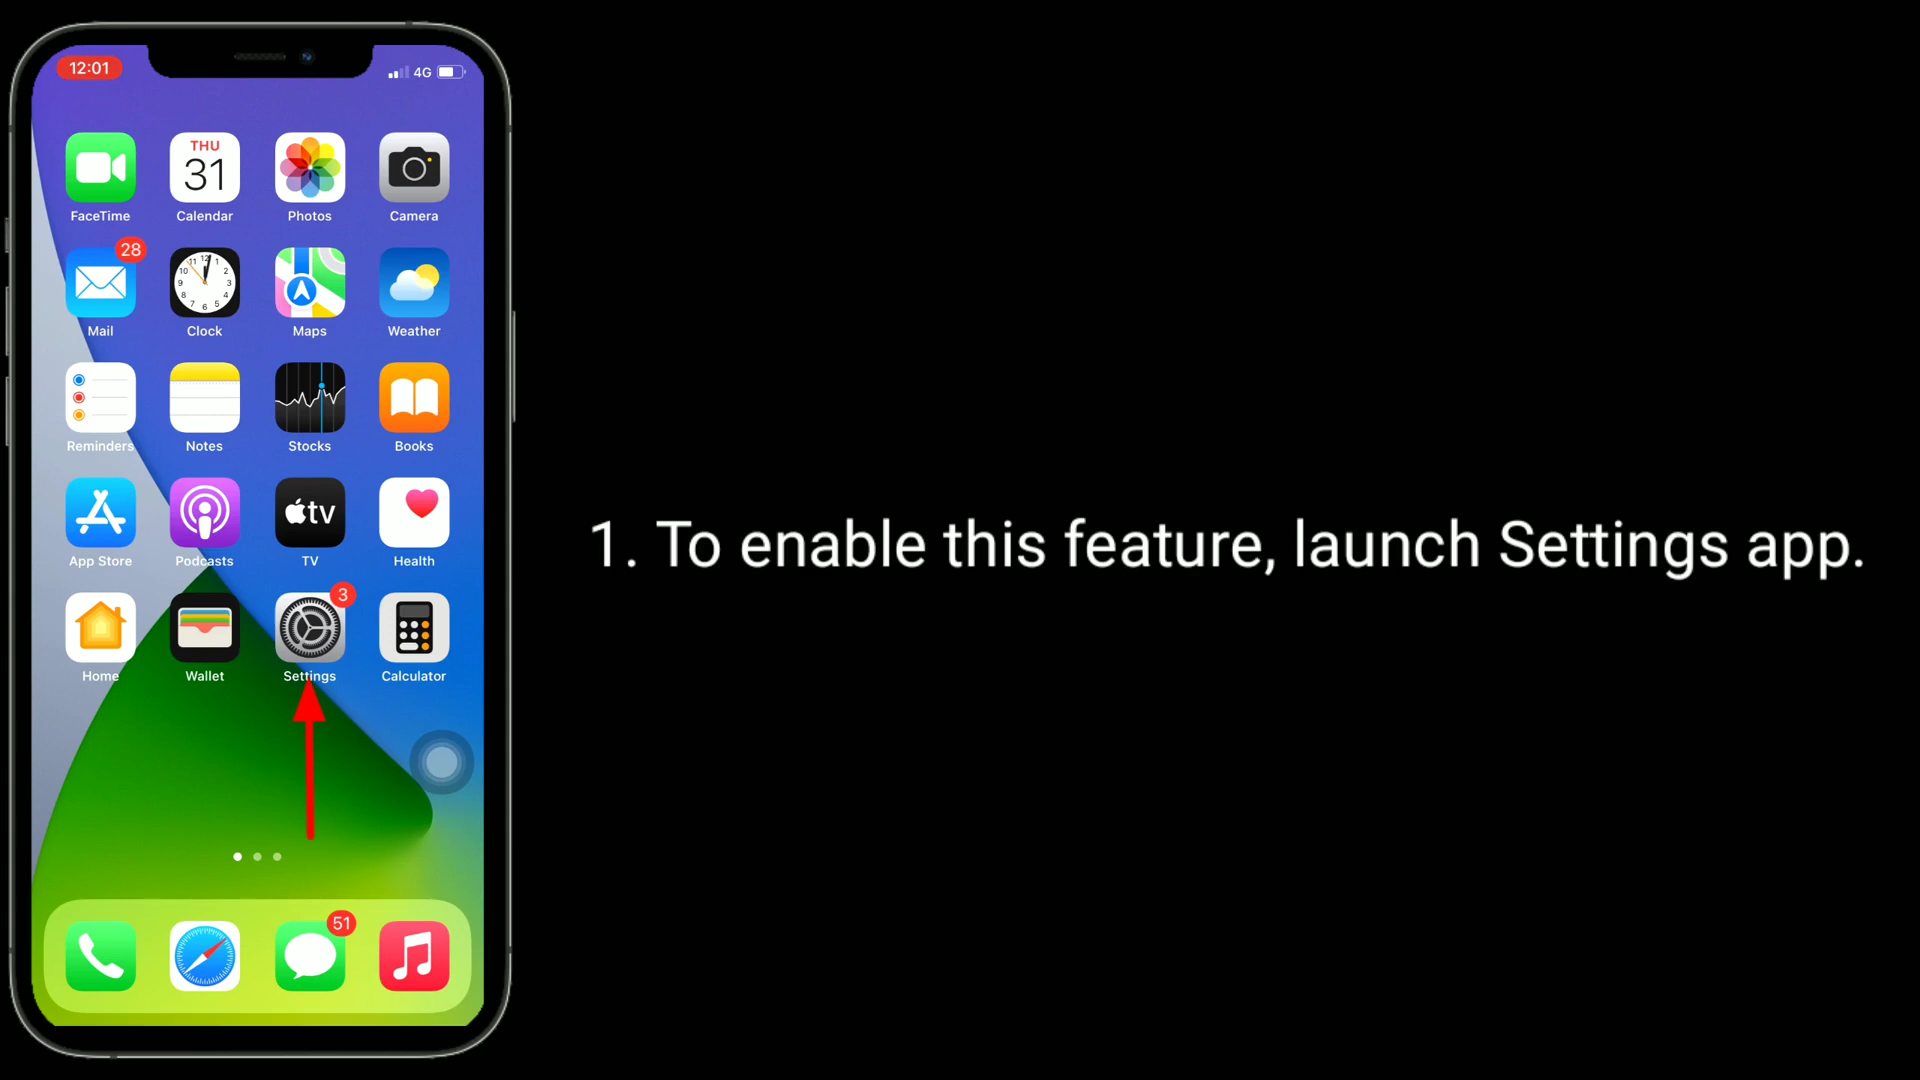 12:01
4G
THU
31
FaceTime
Calendar
Photos
Camera
28
Mail
Clock
Maps
Weather
Reminders
Notes
Stocks
Books
tv
App Store
Podcasts
TV
Health
3
Home
Wallet
Settings
Calculator
51
1. To enable this feature, launch Settings app.